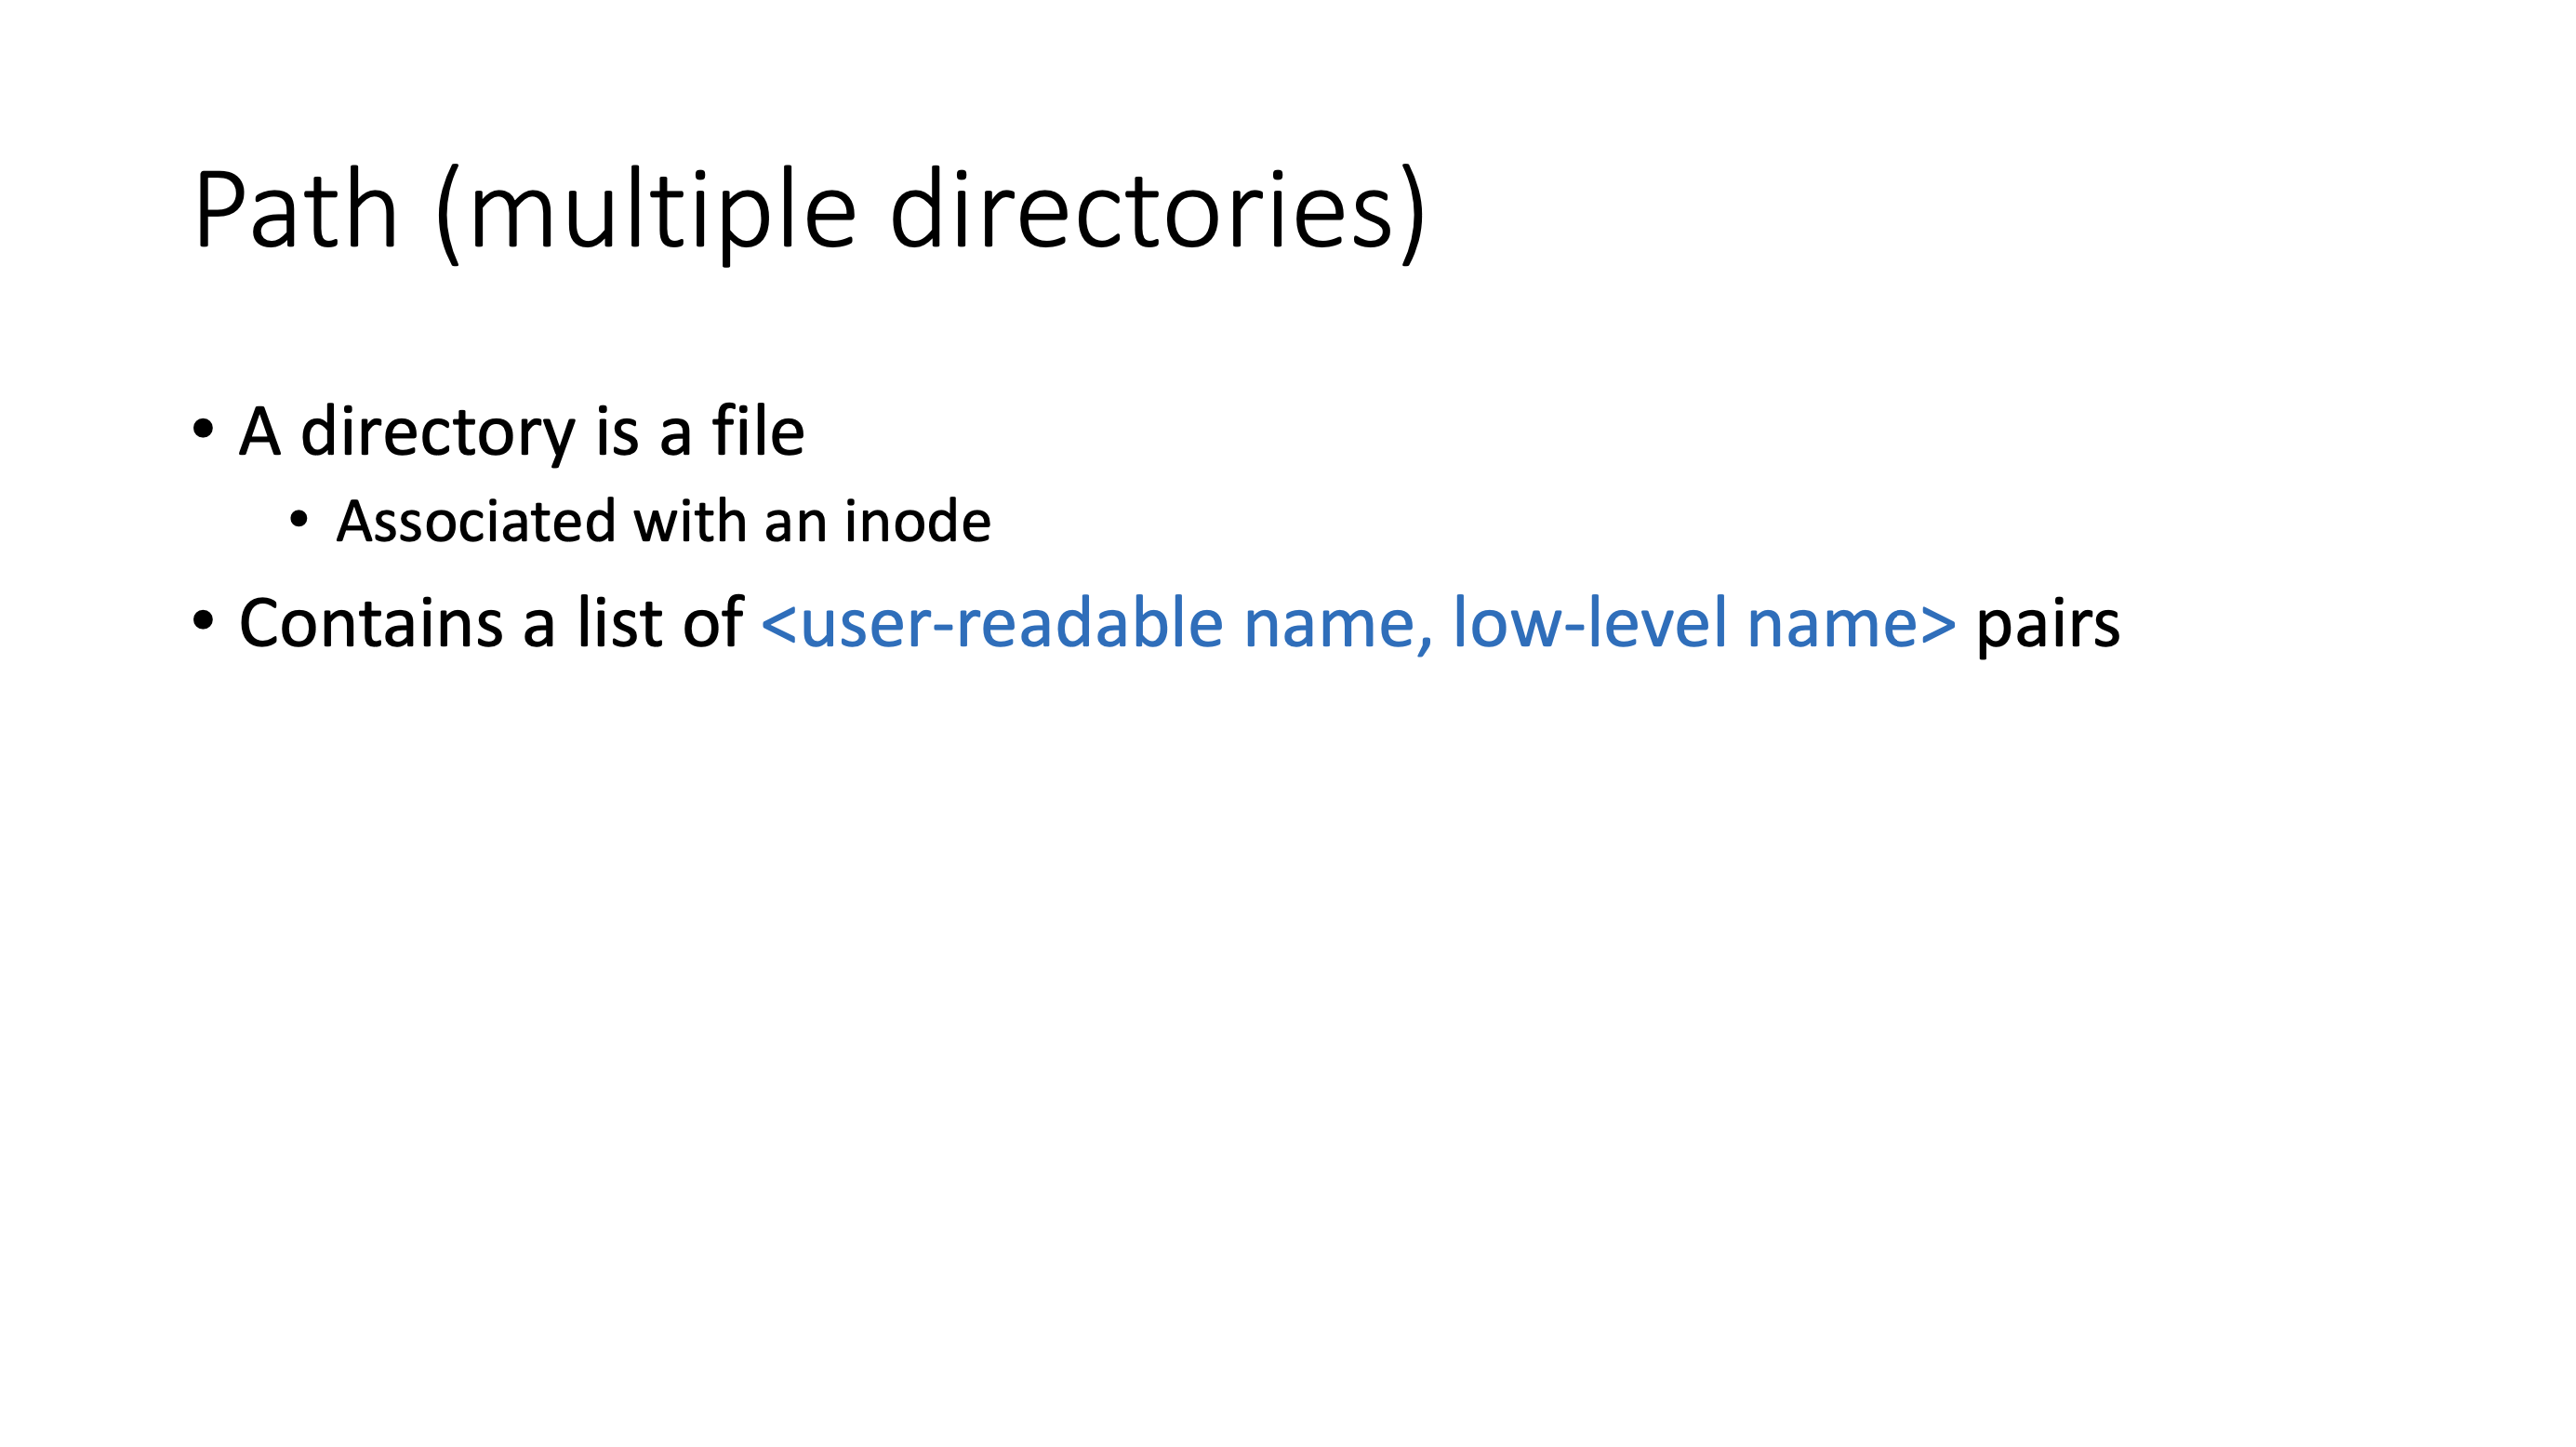 Path (multiple directories)
• A directory is a file
• Associated with an inode
• Contains a list of <user-readable name, low-level name> pairs